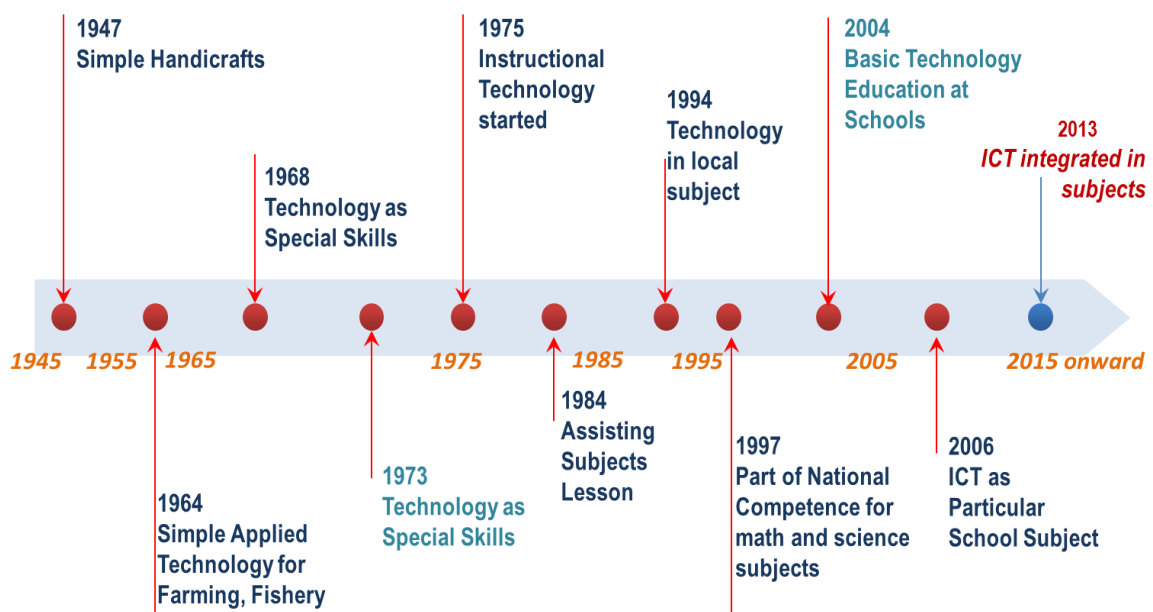 1947
Simple Handicrafts
1968
Technology as
Special Skills
1975
Instructional
Technology
started
1994
Technology
in local
subject
2004
Basic Technology
Education at
Schools
2013
ICT integrated in
subjects
1945
1955
1965
1975
1985
1995
2005
2015 onward
1964
Simple Applied
Technology for
Farming, Fishery
1973
Technology as
Special Skills
1984
Assisting
Subjects
Lesson
1997
Part of National
Competence for
math and science
subjects
2006
ICT as
Particular
School Subject